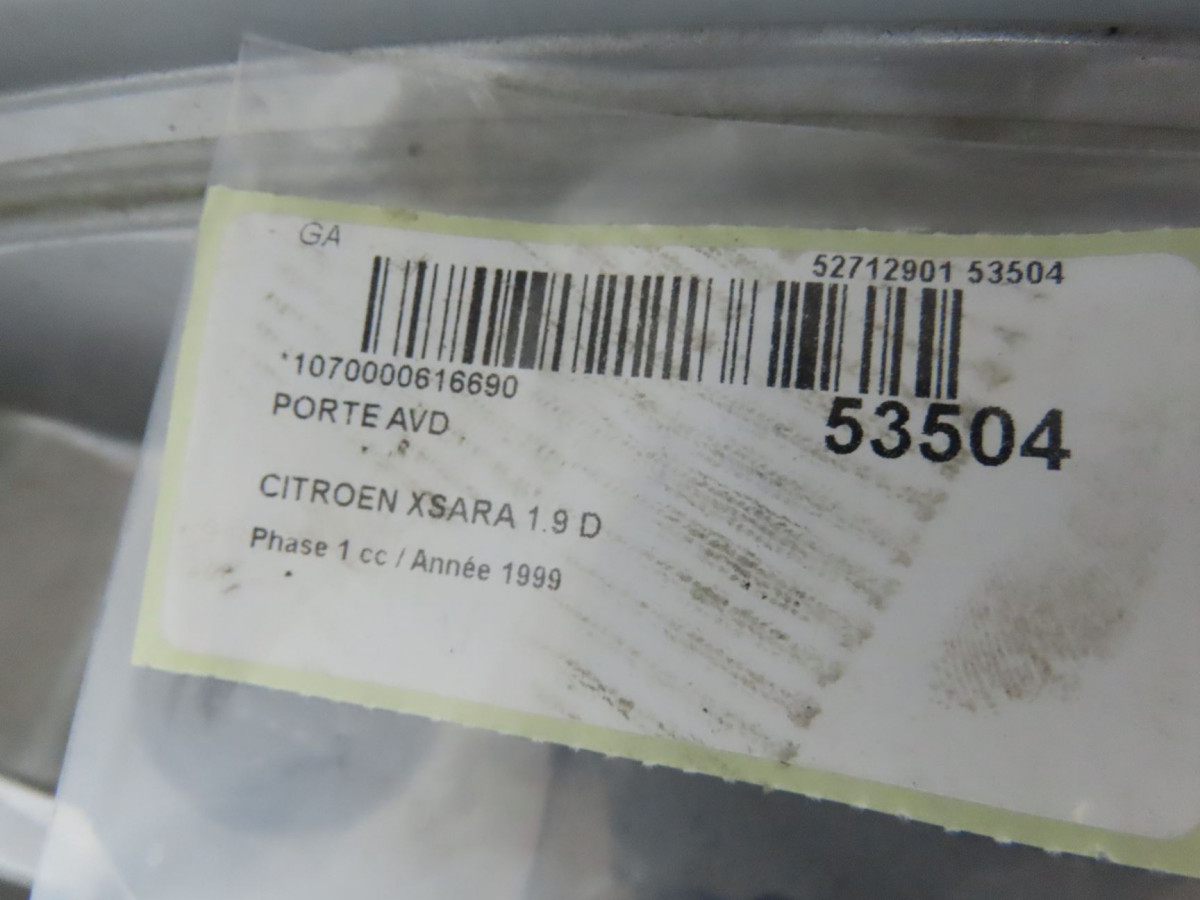 GA
52712901 53504
*1070000616690
53504
PORTE AVD
CITROEN XSARA 1.9 D
Phase 1 cc / Année 1999